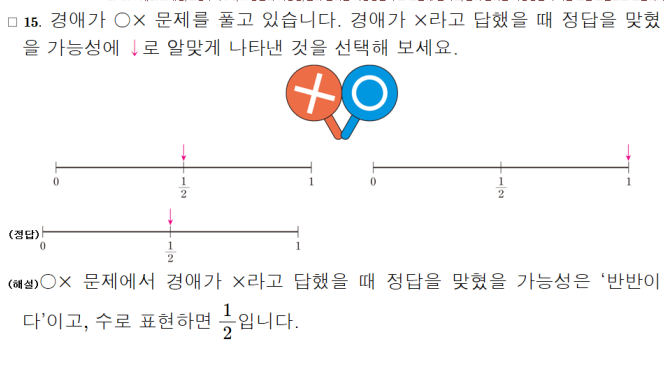 □ 15. 경애가 ○× 문제를 풀고 있습니다. 경애가 ×라고 답했을 때 정답을 맞혔
을 가능성에 ↓로 알맞게 나타낸 것을 선택해 보세요.
0 1/2 1 0 1/2 1
(정답) 0 1/2 1
(해설)○× 문제에서 경애가 ×라고 답했을 때 정답을 맞혔을 가능성은 ‘반반이
다’이고, 수로 표현하면 1/2입니다.